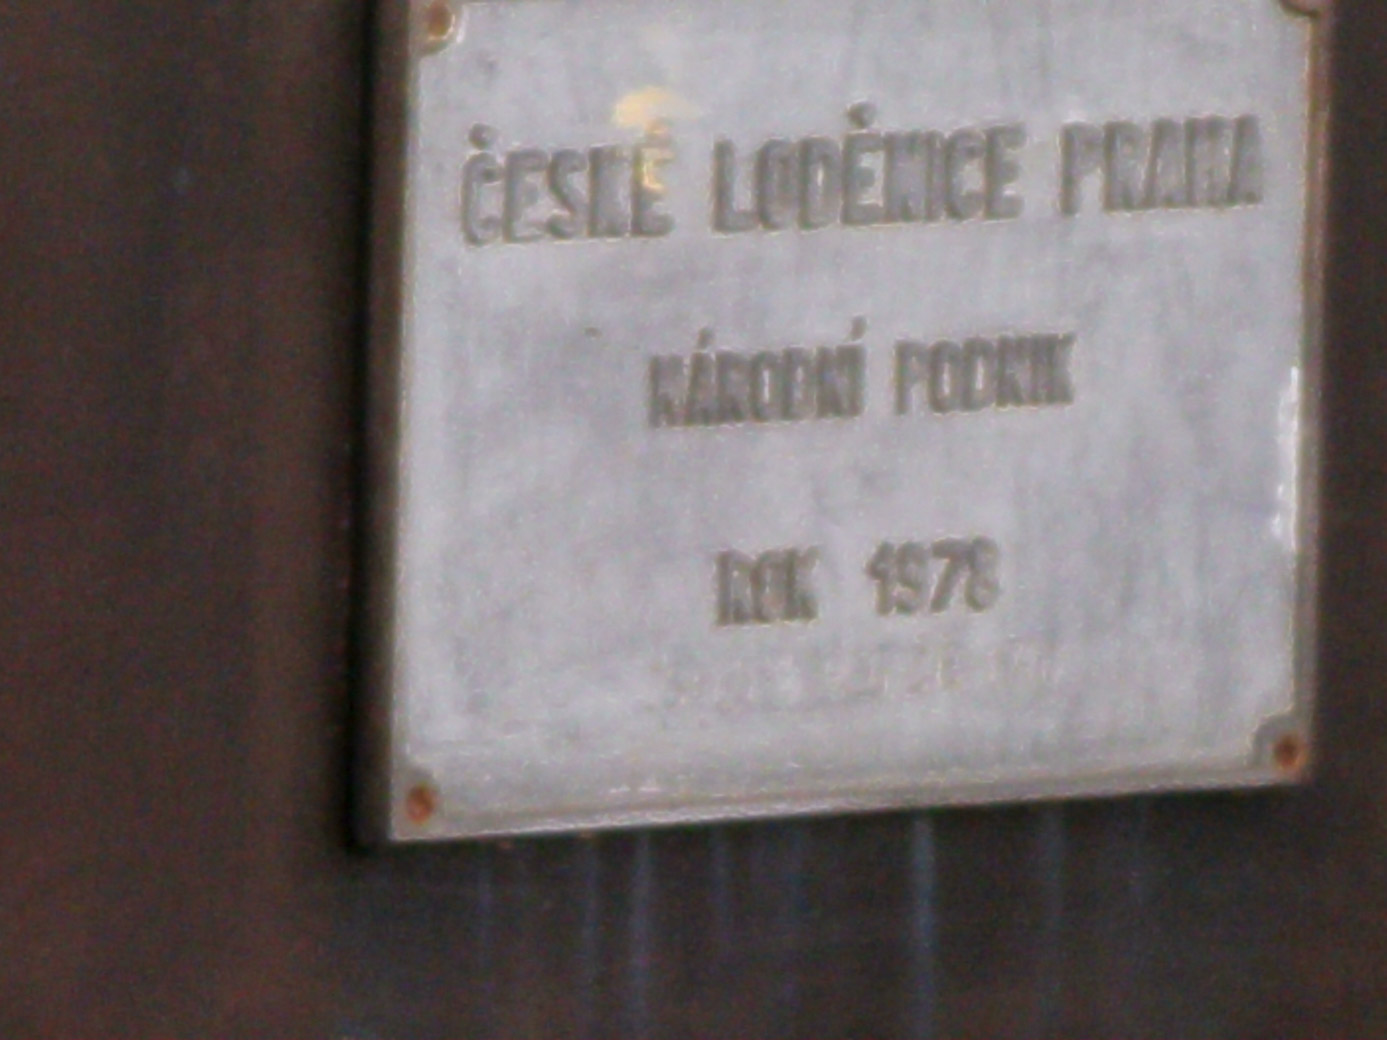 ČESKÉ LODĚNICE PRAHA
NÁRODNÍ PODNIK
ROK 1978